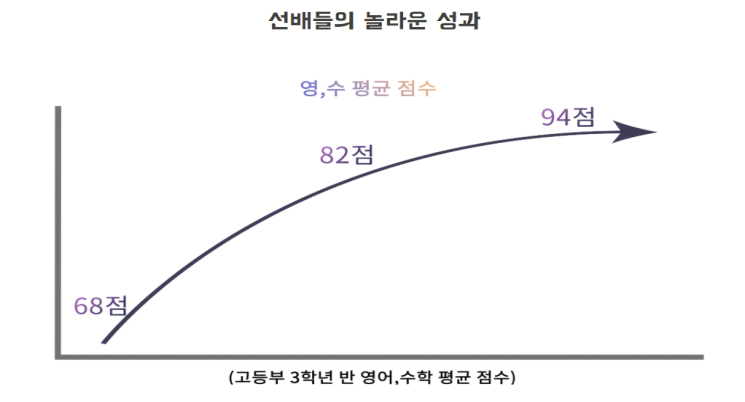 선배들의 놀라운 성과
영,수 평균 점수
94점
82점
68점
(고등부 3학년 반 영어,수학 평균 점수)